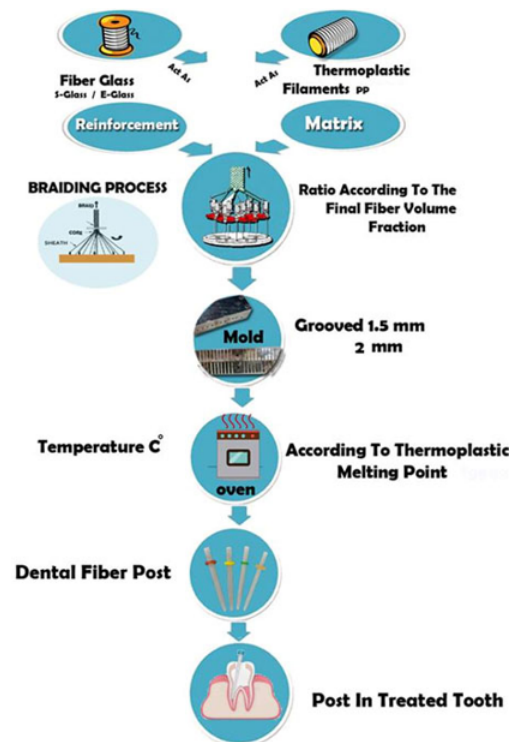 Act As
Act As
Fiber Glass
S-Glass / E-Glass
Thermoplastic
Filaments PP
Reinforcement
Matrix
BRAIDING PROCESS
BRAID
CORE
SHEATH
Ratio According To The
Final Fiber Volume
Fraction
Mold
Grooved 1.5 mm
2 mm
Temperature C°
According To Thermoplastic
Melting Point
oven
Dental Fiber Post
Post In Treated Tooth